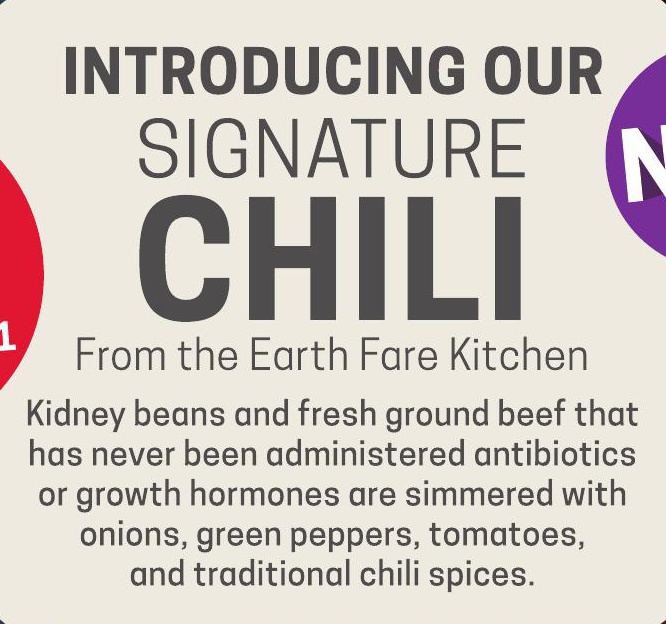 INTRODUCING OUR
SIGNATURE
CHILI
From the Earth Fare Kitchen
Kidney beans and fresh ground beef that
has never been administered antibiotics
or growth hormones are simmered with
onions, green peppers, tomatoes,
and traditional chili spices.
1